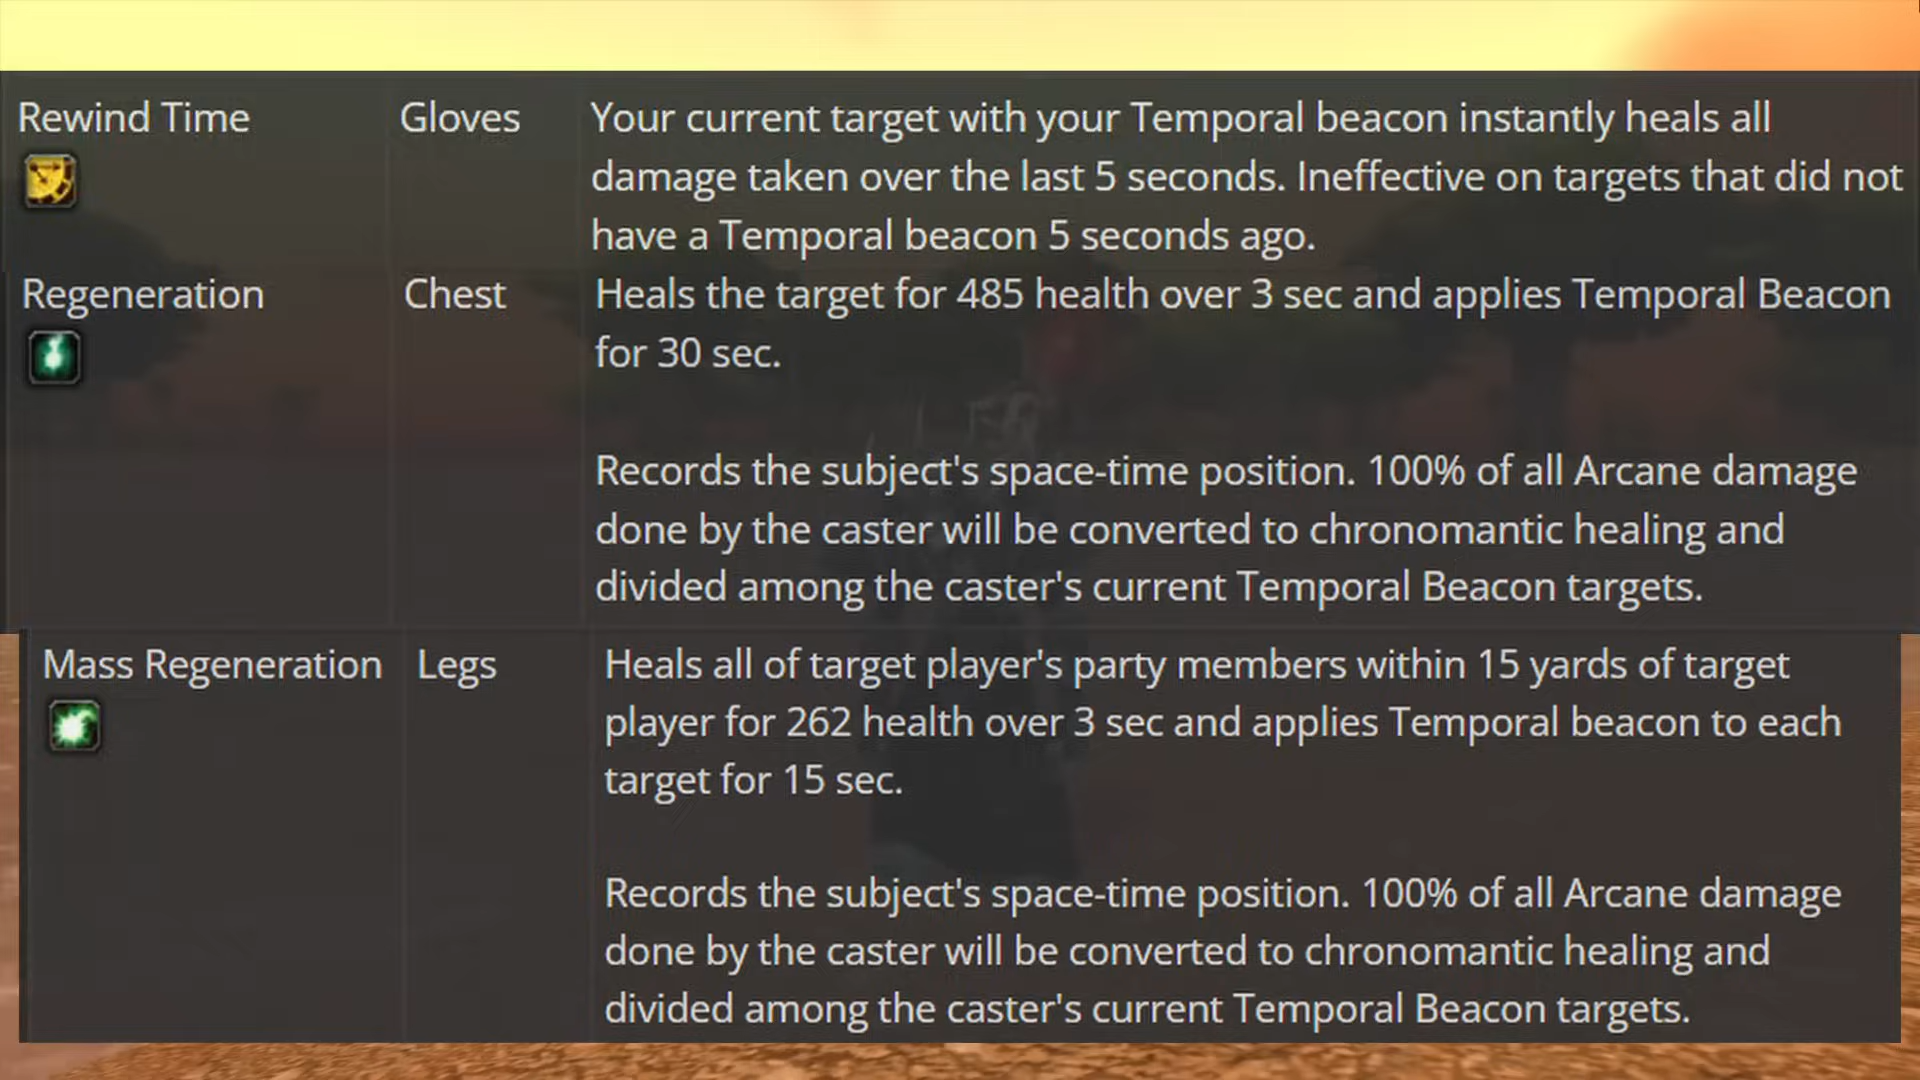 Rewind Time Gloves Your current target with your Temporal beacon instantly heals all
damage taken over the last 5 seconds. Ineffective on targets that did not
have a Temporal beacon 5 seconds ago.
Regeneration Chest Heals the target for 485 health over 3 sec and applies Temporal Beacon
for 30 sec.
Records the subject's space-time position. 100% of all Arcane damage
done by the caster will be converted to chronomantic healing and
divided among the caster's current Temporal Beacon targets.
Mass Regeneration Legs Heals all of target player's party members within 15 yards of target
player for 262 health over 3 sec and applies Temporal beacon to each
target for 15 sec.
Records the subject's space-time position. 100% of all Arcane damage
done by the caster will be converted to chronomantic healing and
divided among the caster's current Temporal Beacon targets.